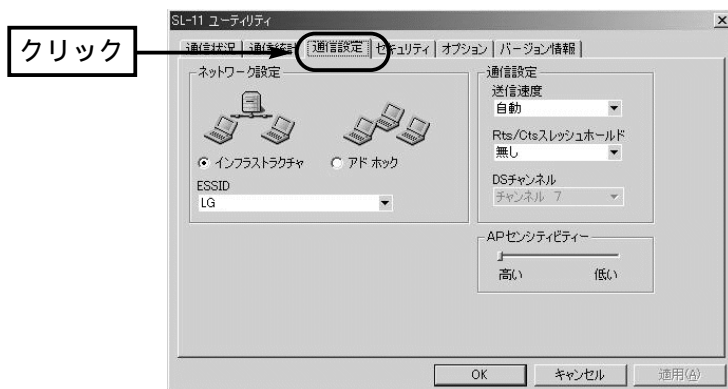 SL-11 ユーティリティ
クリック
通信状況 通信統計 通信設定 セキュリティ オプション バージョン情報
ネットワーク設定
インフラストラクチャ アド ホック
ESSID
LG
通信設定
送信速度
自動
Rts/Ctsスレッシュホールド
無し
DSチャンネル
チャンネル 7
APセンシティビティー
高い 低い
OK キャンセル 適用(A)